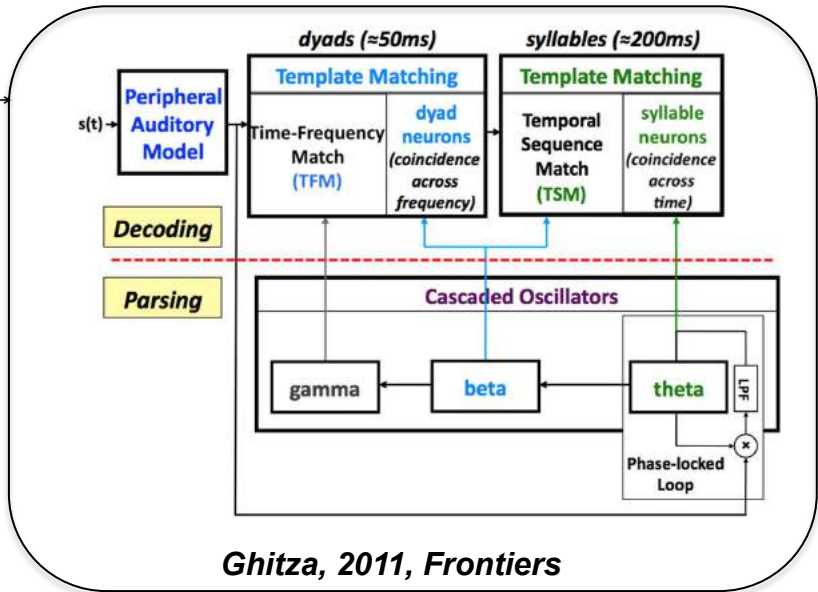 dyads (≈50ms)
syllables (≈200ms)
Template Matching
Template Matching
s(t)
Peripheral
Auditory
Model
Time-Frequency
Match
(TFM)
dyad
neurons
(coincidence
across
frequency)
Temporal
Sequence
Match
(TSM)
syllable
neurons
(coincidence
across
time)
Decoding
Parsing
Cascaded Oscillators
gamma
beta
theta
LPF
×
Phase-locked
Loop
Ghitza, 2011, Frontiers